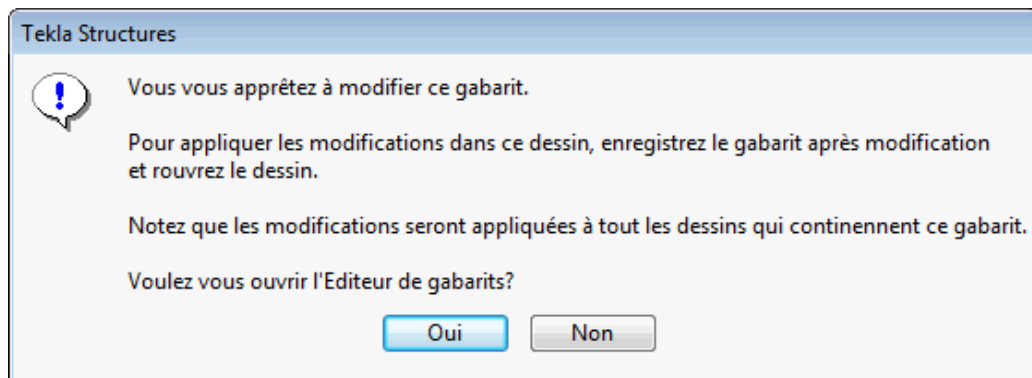 Tekla Structures
Vous vous apprêtez à modifier ce gabarit.
Pour appliquer les modifications dans ce dessin, enregistrez le gabarit après modification
et rouvrez le dessin.
Notez que les modifications seront appliquées à tout les dessins qui continennent ce gabarit.
Voulez vous ouvrir l'Editeur de gabarits?
Oui
Non